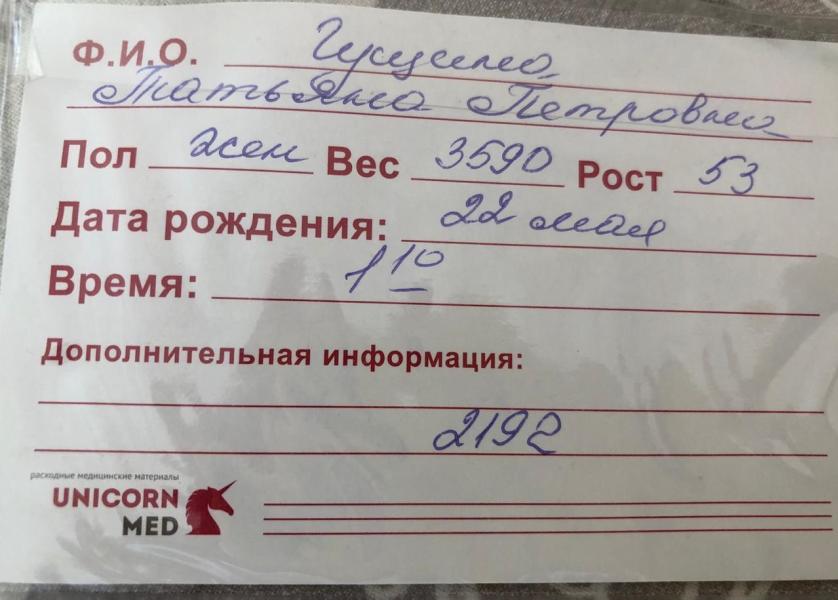 Ф.И.О. Гущина,
Татьяна Петровна
Пол жен Вес 3590 Рост 53
Дата рождения: 22 мая
Время: 1 10
Дополнительная информация:
2192
расходные медицинские материалы
UNICORN
MED